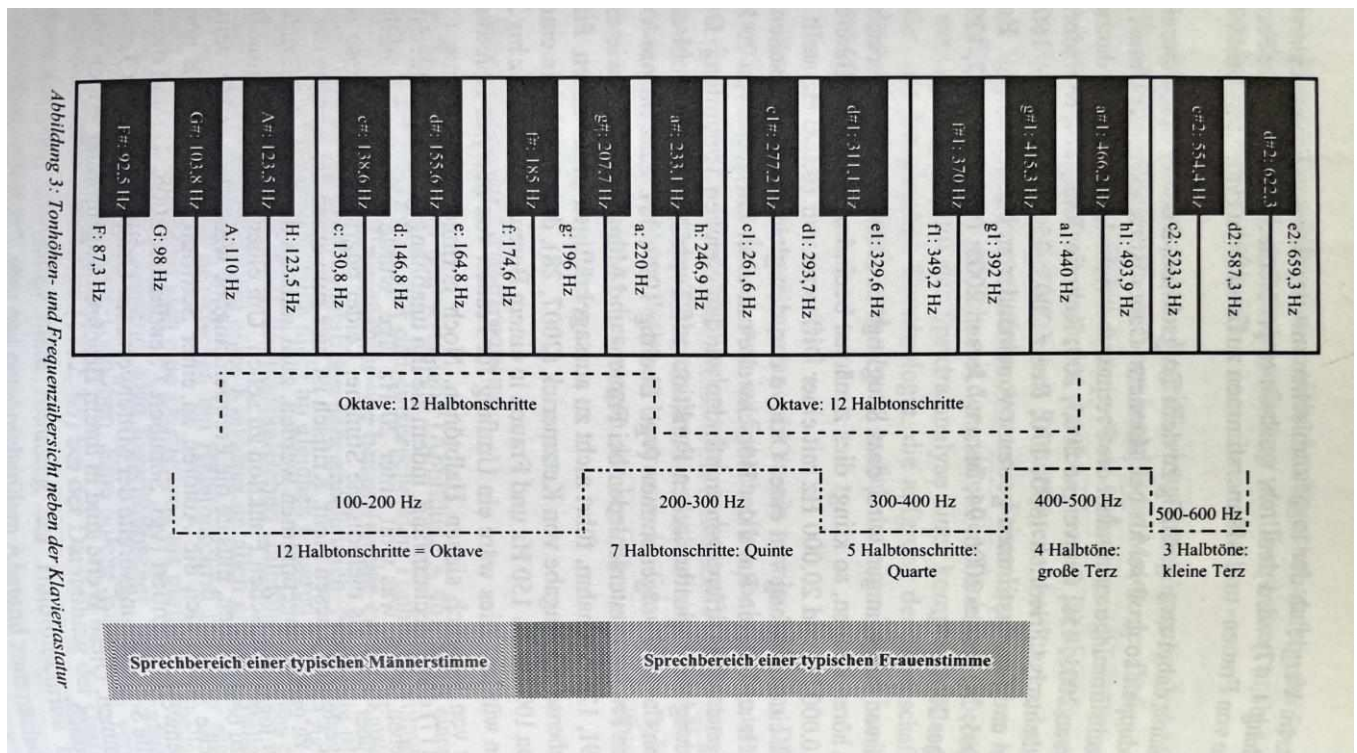 F#: 92,5 Hz
G#: 103,8 Hz
A#: 123,5 Hz
c#: 138,6 Hz
d#: 155,6 Hz
f#: 185 Hz
g#: 207,7 Hz
a#: 233,1 Hz
c1#: 277,2 Hz
d#1: 311,1 Hz
f#1: 370 Hz
g#1: 415,3 Hz
a#1: 466,2 Hz
c#2: 554,4 Hz
d#2: 622,3
F: 87,3 Hz
G: 98 Hz
A: 110 Hz
H: 123,5 Hz
c: 130,8 Hz
d: 146,8 Hz
e: 164,8 Hz
f: 174,6 Hz
g: 196 Hz
a: 220 Hz
h: 246,9 Hz
c1: 261,6 Hz
d1: 293,7 Hz
e1: 329,6 Hz
f1: 349,2 Hz
g1: 392 Hz
a1: 440 Hz
h1: 493,9 Hz
c2: 523,3 Hz
d2: 587,3 Hz
e2: 659,3 Hz
Oktave: 12 Halbtonschritte
Oktave: 12 Halbtonschritte
100-200 Hz
200-300 Hz
300-400 Hz
400-500 Hz
500-600 Hz
12 Halbtonschritte = Oktave
7 Halbtonschritte: Quinte
5 Halbtonschritte:
Quarte
4 Halbtöne:
große Terz
3 Halbtöne:
kleine Terz
Sprechbereich einer typischen Männerstimme
Sprechbereich einer typischen Frauenstimme
Abbildung 3: Tonhöhen- und Frequenzübersicht neben der Klaviertastatur